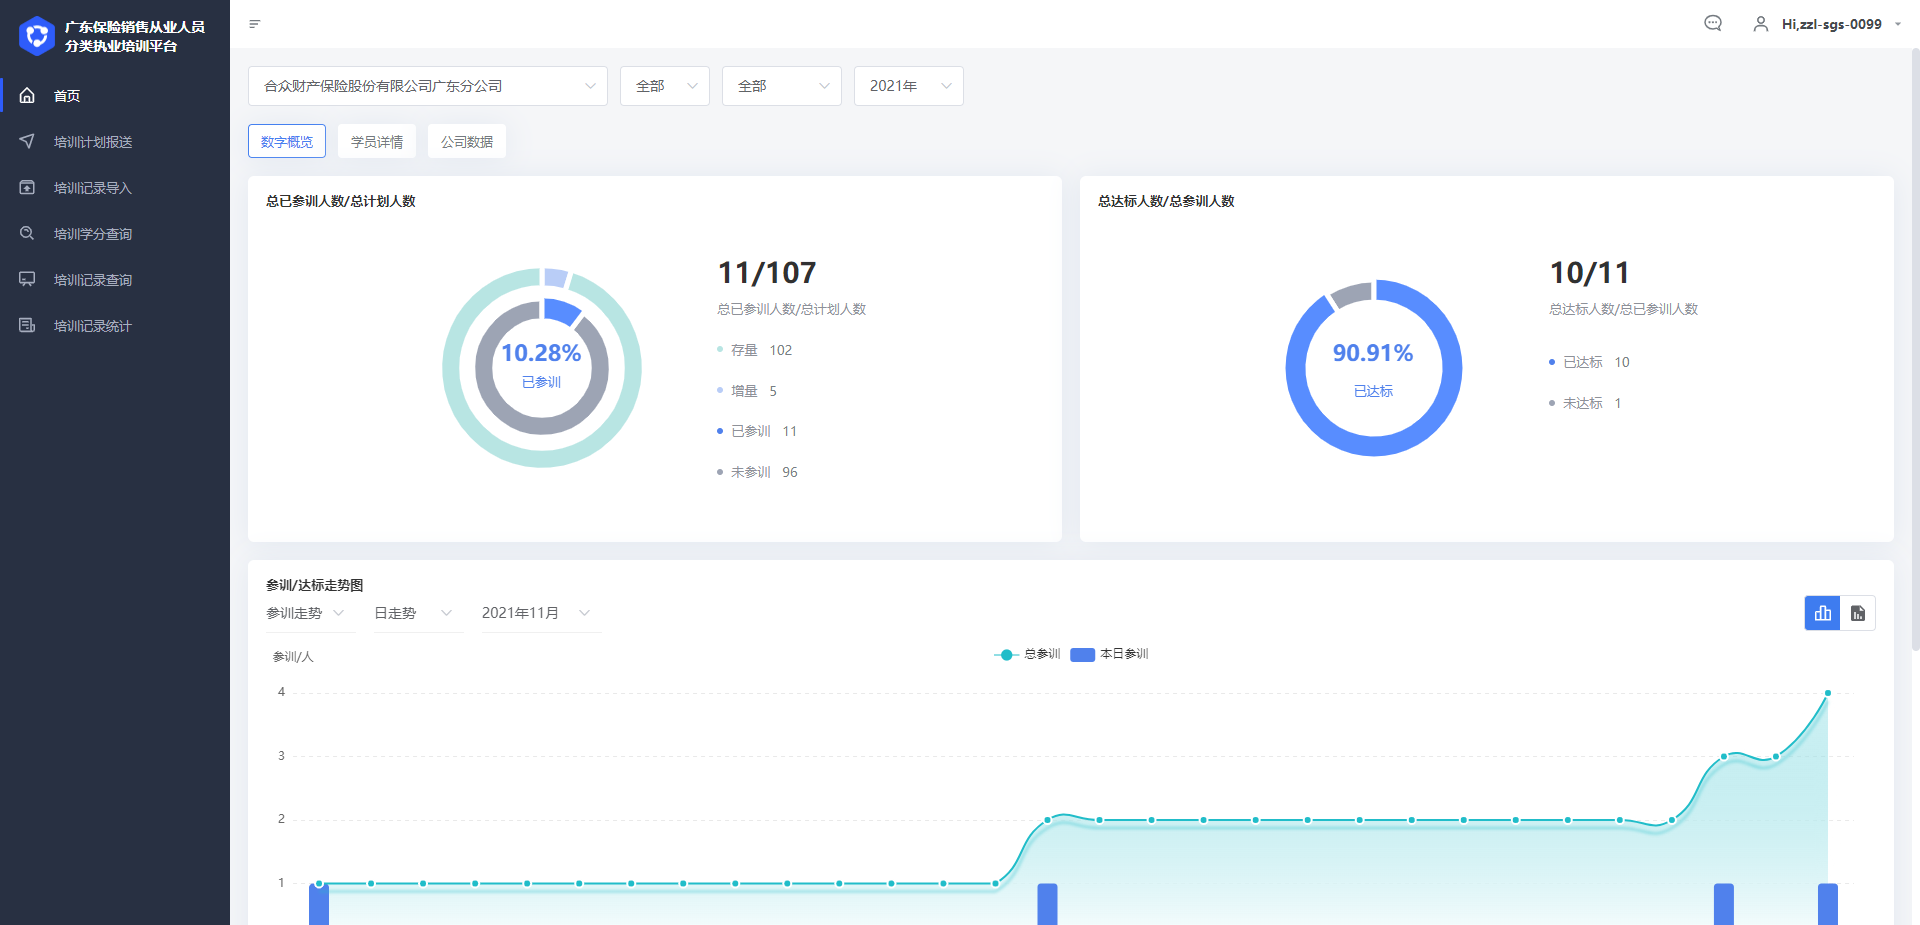 广东保险销售从业人员
分类执业培训平台
首页
培训计划报送
培训记录导入
培训学分查询
培训记录查询
培训记录统计
Hi,zzl-sgs-0099
合众财产保险股份有限公司广东分公司
全部
全部
2021年
数字概览
学员详情
公司数据
总已参训人数/总计划人数
10.28%
已参训
11/107
总已参训人数/总计划人数
存量 102
增量 5
已参训 11
未参训 96
总达标人数/总参训人数
90.91%
已达标
10/11
总达标人数/总已参训人数
已达标 10
未达标 1
参训/达标走势图
参训走势
日走势
2021年11月
参训/人
总参训
本日参训
4
3
2
1